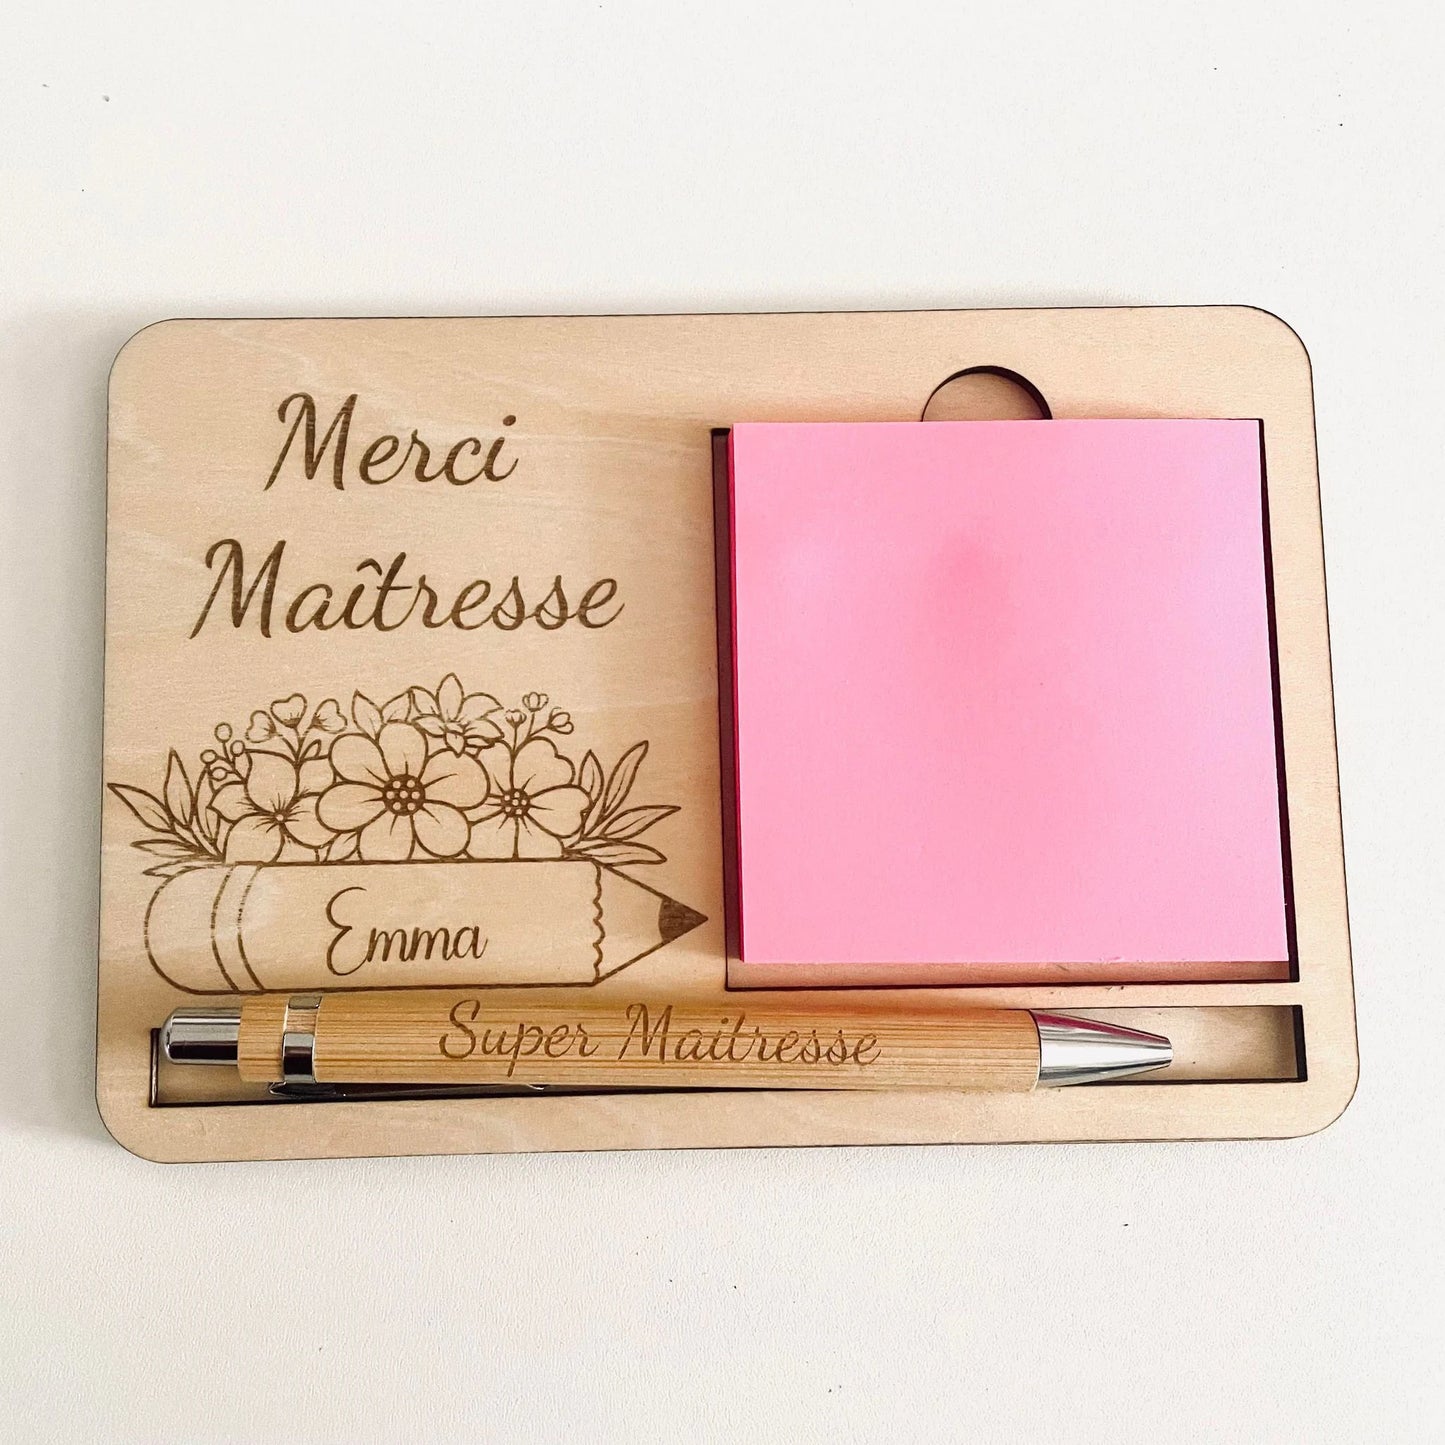 Merci
Maîtresse
Emma
Super Maitresse